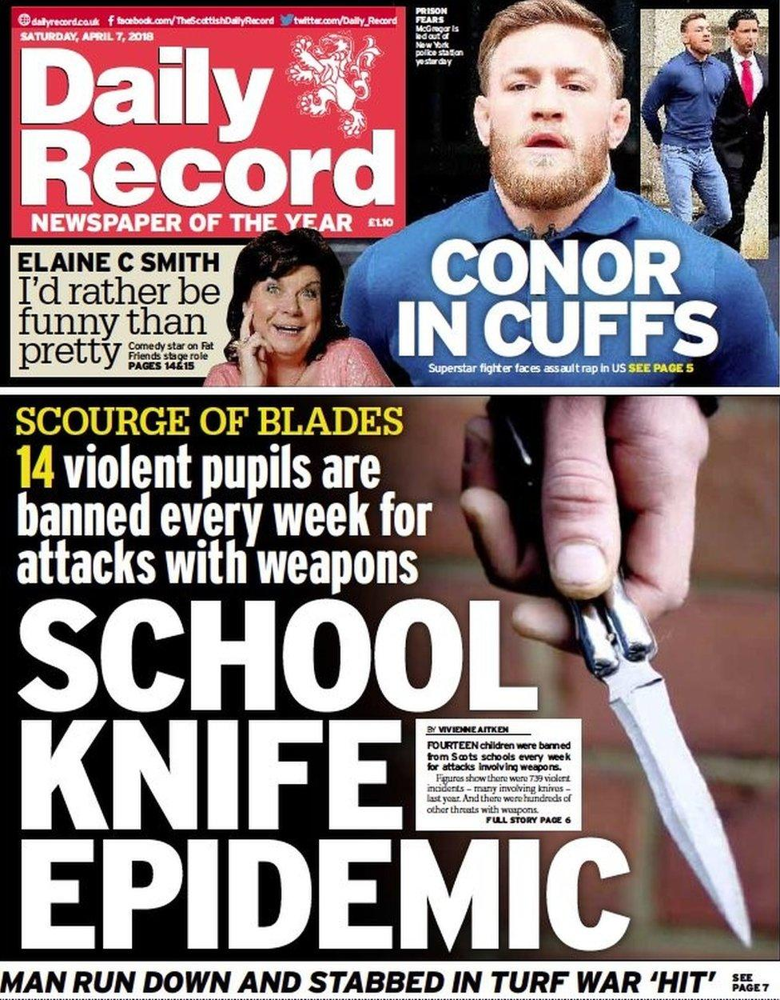 dailyrecord.co.uk facebook.com/TheScottishDailyRecord twitter.com/Daily_Record
SATURDAY, APRIL 7, 2018
Daily
Record
NEWSPAPER OF THE YEAR £1.10
PRISON
FEARS
McGregor is
led out of
New York
police station
yesterday
ELAINE C SMITH
I'd rather be
funny than
pretty
Comedy star on Fat
Friends stage role
PAGES 14&15
CONOR
IN CUFFS
Superstar fighter faces assault rap in US SEE PAGE 5
SCOURGE OF BLADES
14 violent pupils are
banned every week for
attacks with weapons
SCHOOL
KNIFE
EPIDEMIC
BY VIVIENNE AITKEN
FOURTEEN children were banned
from Scots schools every week
for attacks involving weapons.
Figures show there were 739 violent
incidents – many involving knives –
last year. And there were hundreds of
other threats with weapons.
FULL STORY PAGE 6
MAN RUN DOWN AND STABBED IN TURF WAR 'HIT' SEE
PAGE 7